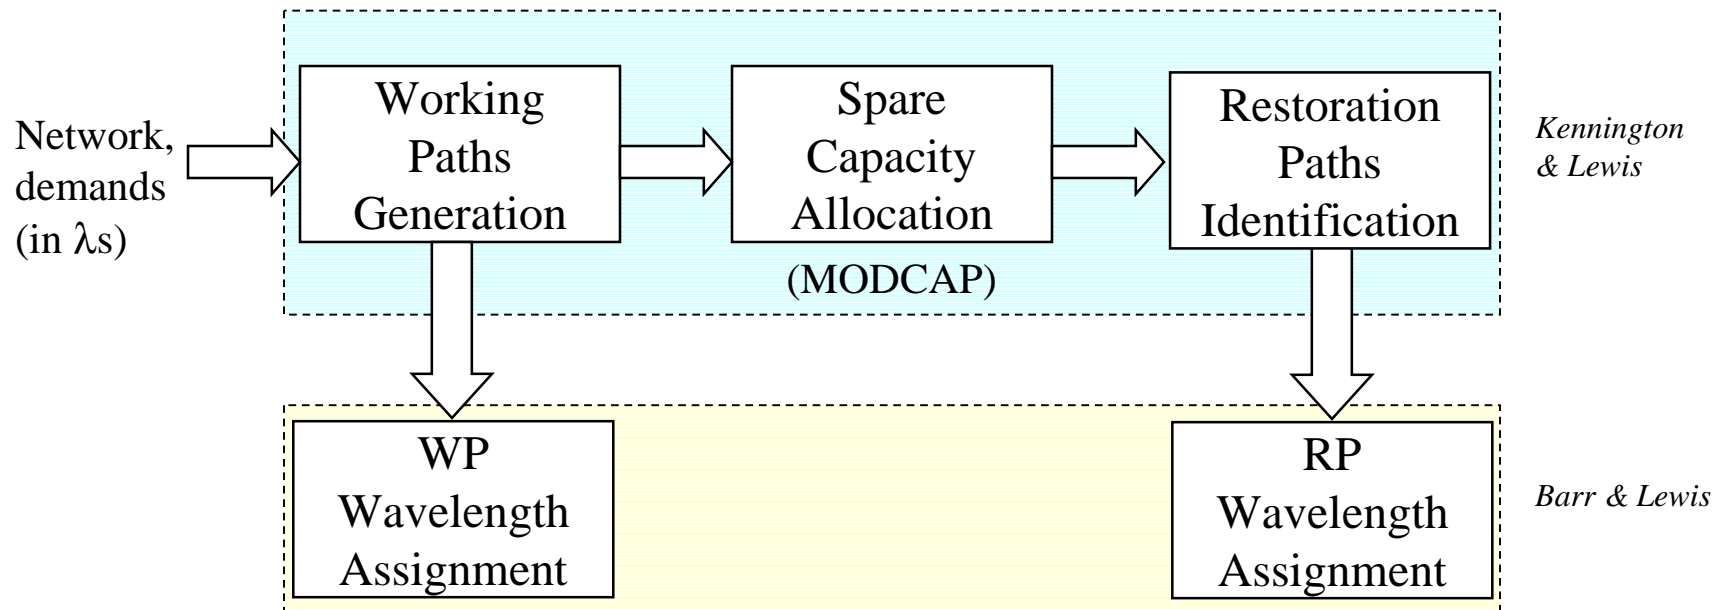 Network,
demands
(in λs)
Working
Paths
Generation
Spare
Capacity
Allocation
(MODCAP)
Restoration
Paths
Identification
Kennington
& Lewis
WP
Wavelength
Assignment
RP
Wavelength
Assignment
Barr & Lewis